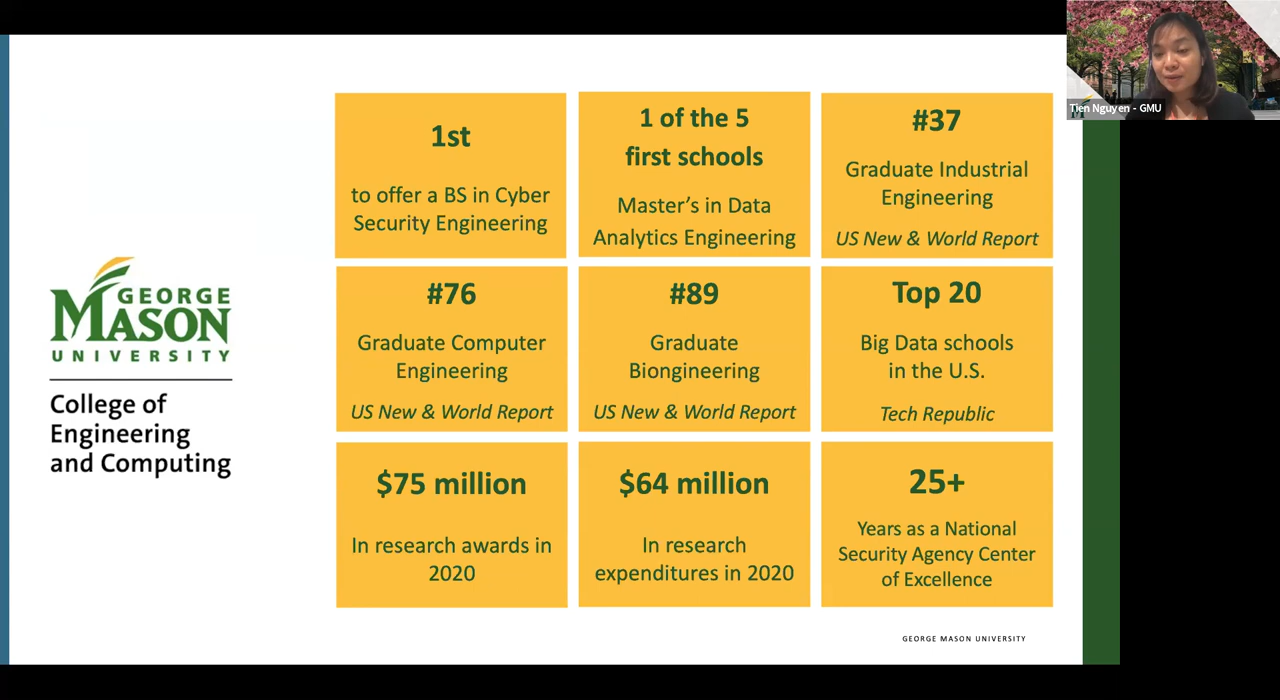 Tien Nguyen - GMU
GEORGE
MASON
UNIVERSITY
College of
Engineering
and Computing
1st
to offer a BS in Cyber
Security Engineering
1 of the 5
first schools
Master's in Data
Analytics Engineering
#37
Graduate Industrial
Engineering
US New & World Report
#76
Graduate Computer
Engineering
US New & World Report
#89
Graduate
Biongineering
US New & World Report
Top 20
Big Data schools
in the U.S.
Tech Republic
$75 million
In research awards in
2020
$64 million
In research
expenditures in 2020
25+
Years as a National
Security Agency Center
of Excellence
GEORGE MASON UNIVERSITY